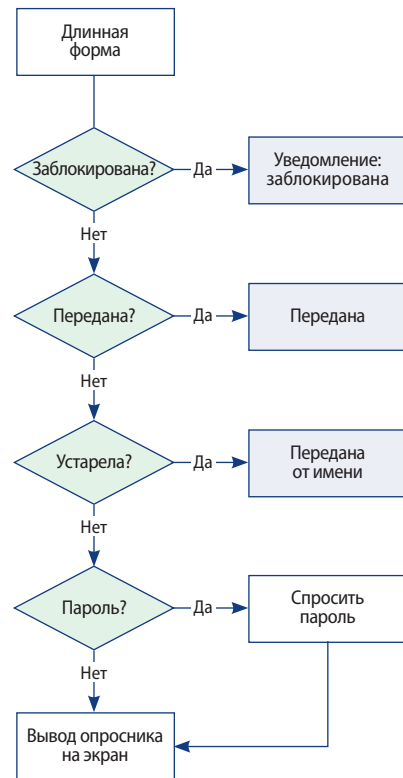 Длинная
форма
Заблокирована?
Да
Уведомление:
заблокирована
Нет
Передана?
Да
Передана
Нет
Устарела?
Да
Передана
от имени
Нет
Пароль?
Да
Спросить
пароль
Нет
Вывод опросника
на экран